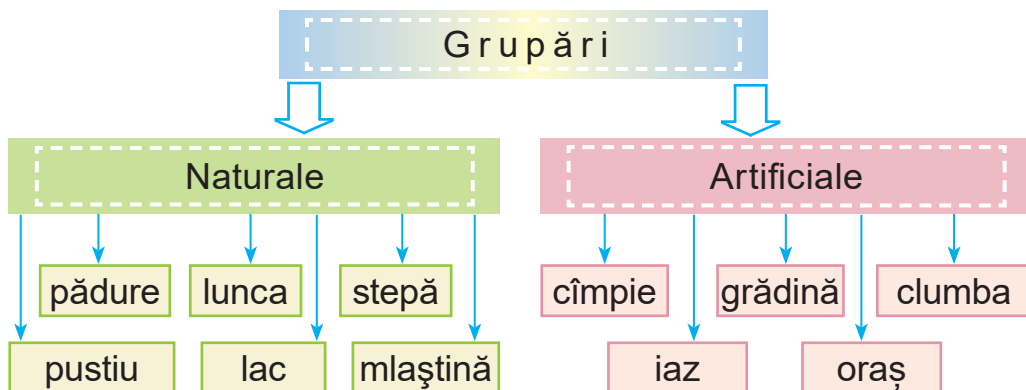 Grupări
Naturale Artificiale
pădure lunca stepă cîmpie grădină clumba
pustiu lac mlaştină iaz oraș